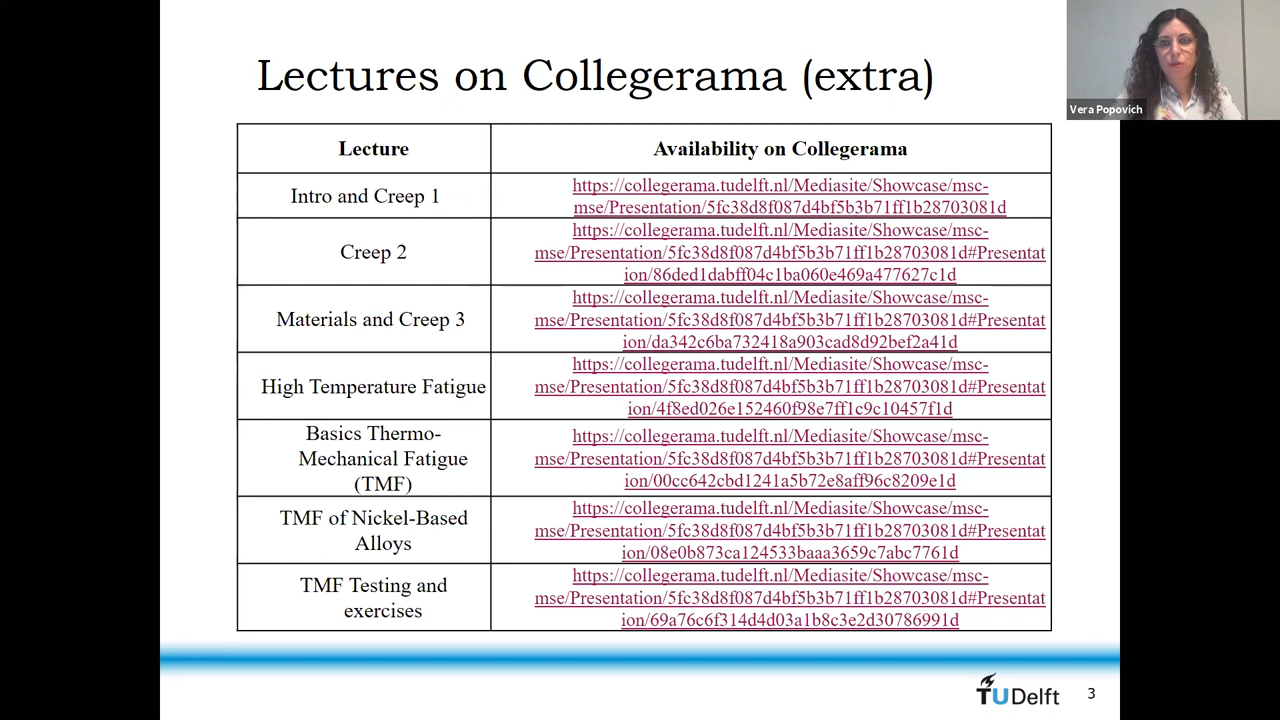 Lectures on Collegerama (extra)
Vera Popovich
Lecture
Availability on Collegerama
Intro and Creep 1
https://collegerama.tudelft.nl/Mediasite/Showcase/msc-
mse/Presentation/5fc38d8f087d4bf5b3b71ff1b28703081d
Creep 2
https://collegerama.tudelft.nl/Mediasite/Showcase/msc-
mse/Presentation/5fc38d8f087d4bf5b3b71ff1b28703081d#Presentat
ion/86ded1dabff04c1ba060e469a477627c1d
Materials and Creep 3
https://collegerama.tudelft.nl/Mediasite/Showcase/msc-
mse/Presentation/5fc38d8f087d4bf5b3b71ff1b28703081d#Presentat
ion/da342c6ba732418a903cad8d92bef2a41d
High Temperature Fatigue
https://collegerama.tudelft.nl/Mediasite/Showcase/msc-
mse/Presentation/5fc38d8f087d4bf5b3b71ff1b28703081d#Presentat
ion/4f8ed026e152460f98e7ff1c9c10457f1d
Basics Thermo-
Mechanical Fatigue
(TMF)
https://collegerama.tudelft.nl/Mediasite/Showcase/msc-
mse/Presentation/5fc38d8f087d4bf5b3b71ff1b28703081d#Presentat
ion/00cc642cbd1241a5b72e8aff96c8209e1d
TMF of Nickel-Based
Alloys
https://collegerama.tudelft.nl/Mediasite/Showcase/msc-
mse/Presentation/5fc38d8f087d4bf5b3b71ff1b28703081d#Presentat
ion/08e0b873ca124533baaa3659c7abc7761d
TMF Testing and
exercises
https://collegerama.tudelft.nl/Mediasite/Showcase/msc-
mse/Presentation/5fc38d8f087d4bf5b3b71ff1b28703081d#Presentat
ion/69a76c6f314d4d03a1b8c3e2d30786991d
TUDelft
3